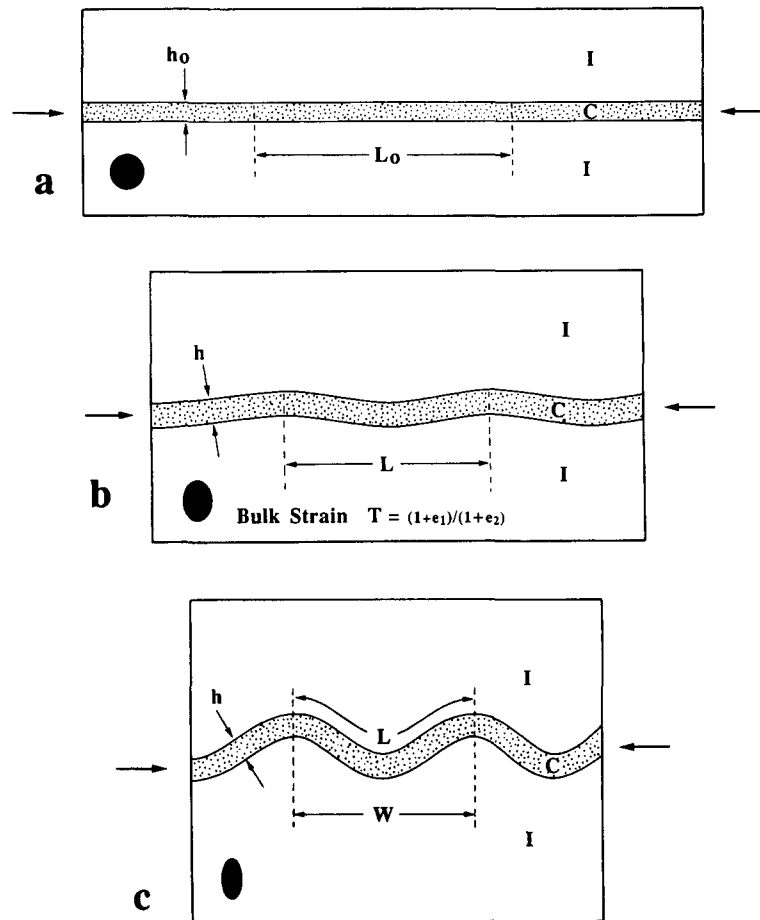 h₀
I
C
L₀
I
a
I
h
C
L
I
b
Bulk Strain T = (1+e₁)/(1+e₂)
I
h
L
C
W
I
c